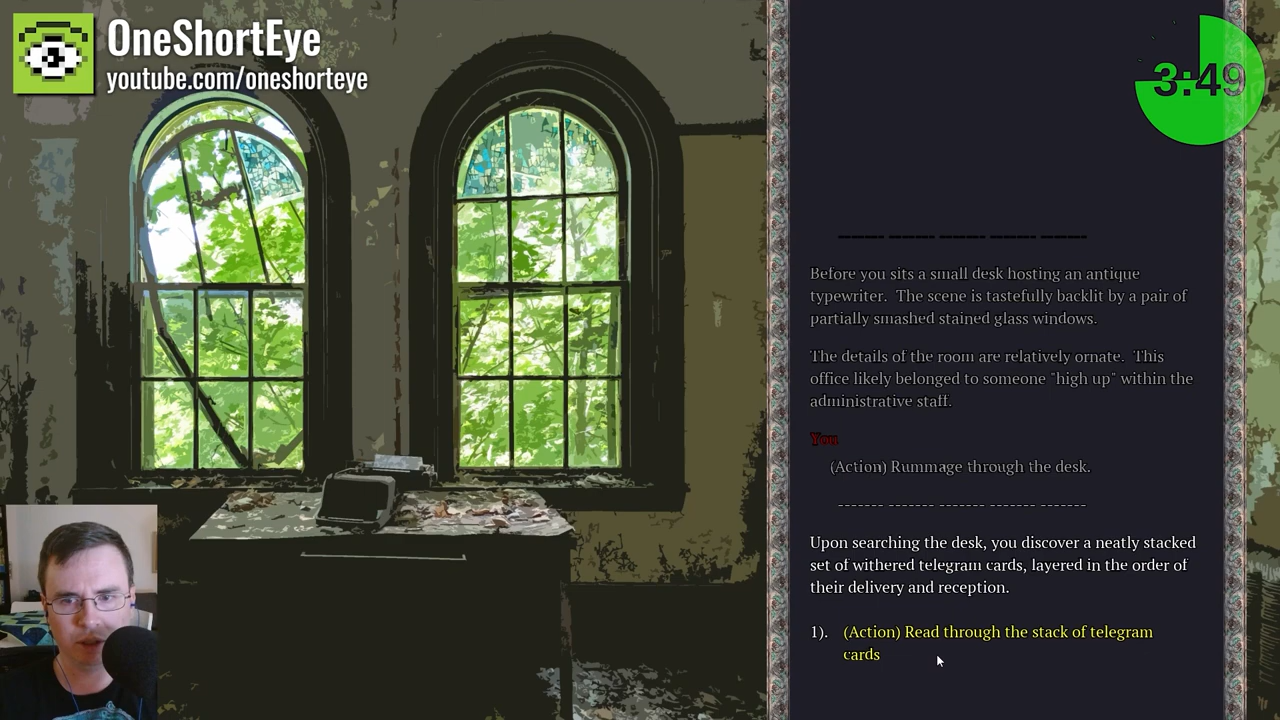 OneShortEye
youtube.com/oneshorteye
3:49
------- ------- ------- ------- -------
Before you sits a small desk hosting an antique
typewriter.  The scene is tastefully backlit by a pair of
partially smashed stained glass windows.
The details of the room are relatively ornate.  This
office likely belonged to someone "high up" within the
administrative staff.
You
(Action) Rummage through the desk.
------- ------- ------- ------- -------
Upon searching the desk, you discover a neatly stacked
set of withered telegram cards, layered in the order of
their delivery and reception.
1). (Action) Read through the stack of telegram
cards